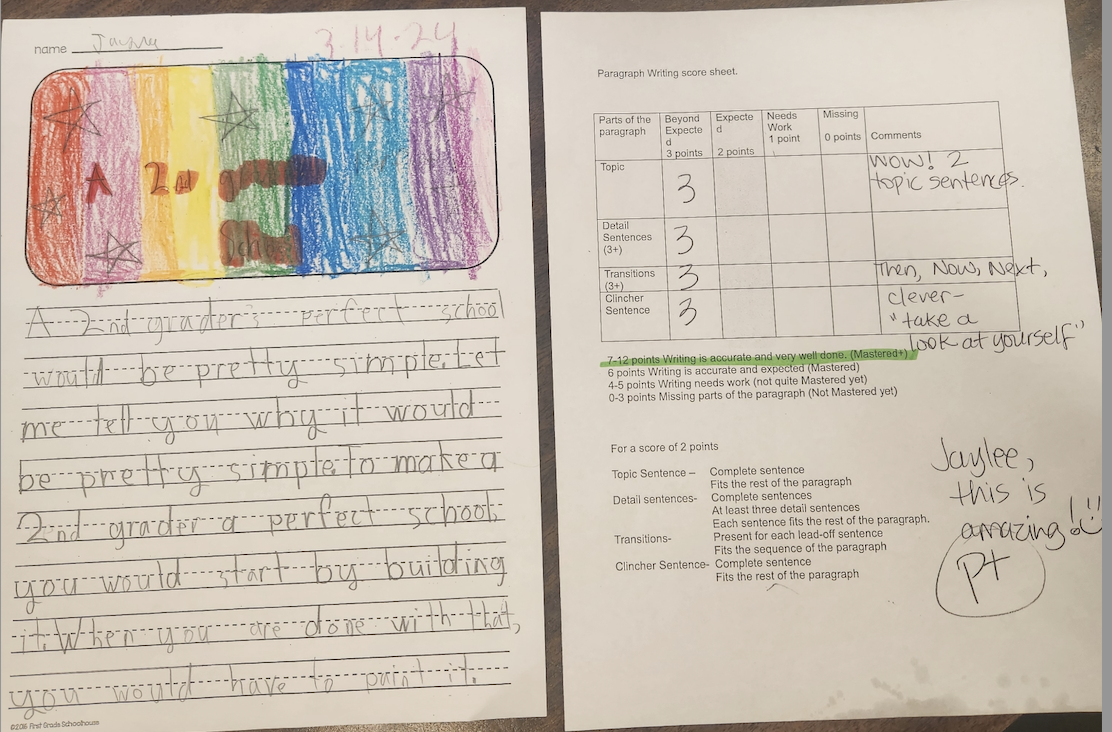 name Jaylee
3-14-24
A 2nd grader
School
A 2nd grader's perfect school
would be pretty simple. Let
me tell you why it would
be pretty simple. To make a
2nd grader a perfect school,
you would start by building
it. When you are done with that,
you would have to paint it.
©2016 First Grade Schoolhouse
Paragraph Writing score sheet.
Parts of the paragraph
Beyond Expected 3 points
Expected 2 points
Needs Work 1 point
Missing 0 points
Comments
Topic
3
WOW! 2
topic sentences.
Detail
Sentences
(3+)
3
Transitions
(3+)
3
Then, Now, Next,
Clincher
Sentence
3
clever-
"take a
look at yourself"
7-12 points Writing is accurate and very well done. (Mastered+)
6 points Writing is accurate and expected (Mastered)
4-5 points Writing needs work (not quite Mastered yet)
0-3 points Missing parts of the paragraph (Not Mastered yet)
For a score of 2 points
Topic Sentence – Complete sentence
Fits the rest of the paragraph
Detail sentences- Complete sentences
At least three detail sentences
Each sentence fits the rest of the paragraph.
Transitions- Present for each lead-off sentence
Fits the sequence of the paragraph
Clincher Sentence- Complete sentence
Fits the rest of the paragraph
Jaylee,
this is
amazing!
P+